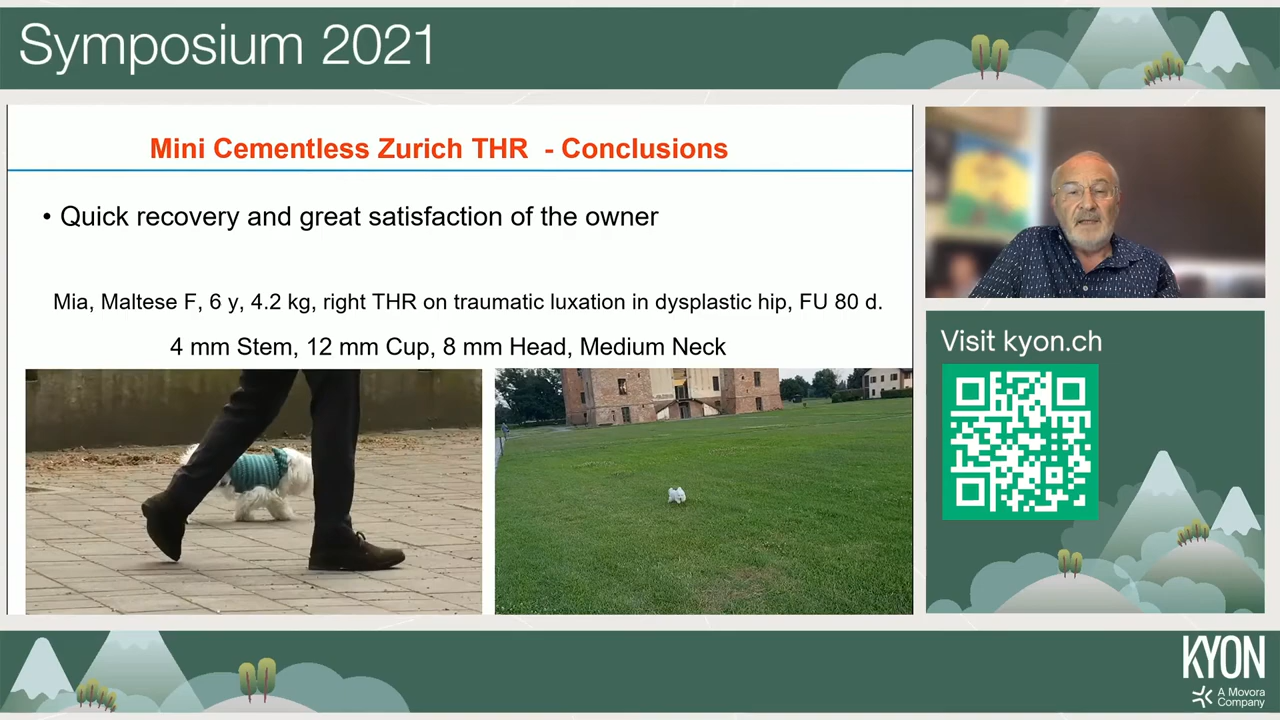 Symposium 2021
Mini Cementless Zurich THR - Conclusions
• Quick recovery and great satisfaction of the owner
Mia, Maltese F, 6 y, 4.2 kg, right THR on traumatic luxation in dysplastic hip, FU 80 d.
4 mm Stem, 12 mm Cup, 8 mm Head, Medium Neck
Visit kyon.ch
KYON
A Movora
Company